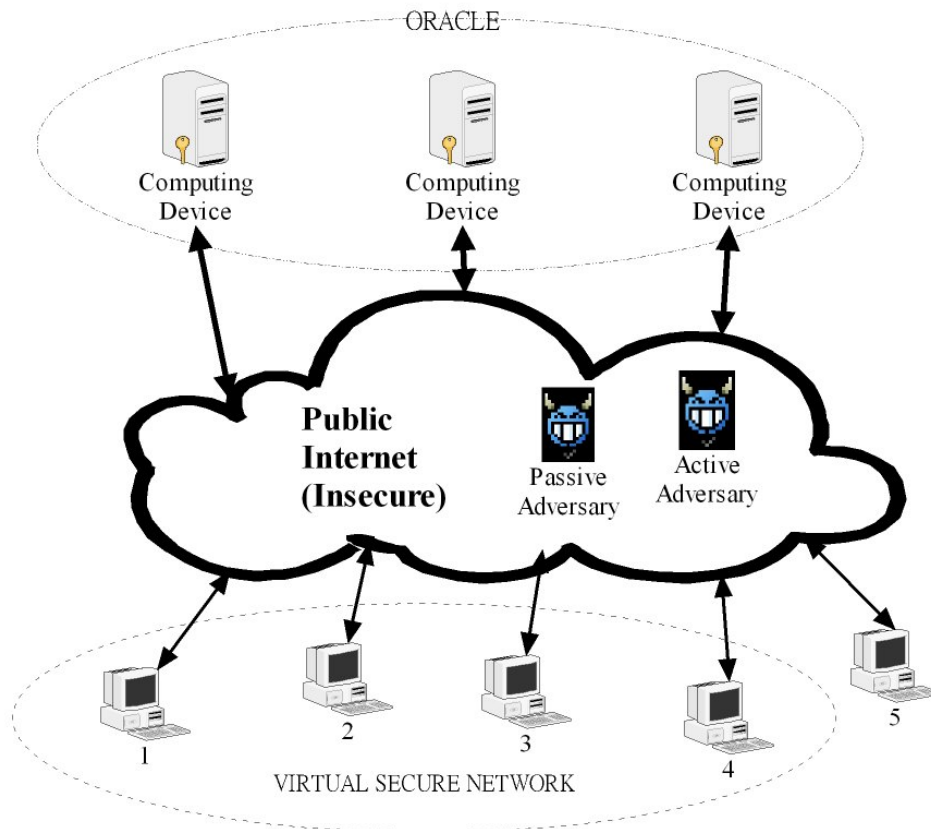 ORACLE
Computing
Device
Computing
Device
Computing
Device
Public
Internet
(Insecure)
Passive
Adversary
Active
Adversary
1
2
3
4
5
VIRTUAL SECURE NETWORK